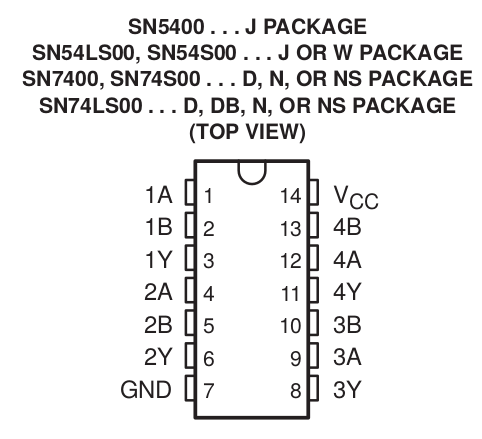 SN5400 . . . J PACKAGE
SN54LS00, SN54S00 . . . J OR W PACKAGE
SN7400, SN74S00 . . . D, N, OR NS PACKAGE
SN74LS00 . . . D, DB, N, OR NS PACKAGE
(TOP VIEW)
1A 1 14 VCC
1B 2 13 4B
1Y 3 12 4A
2A 4 11 4Y
2B 5 10 3B
2Y 6 9 3A
GND 7 8 3Y